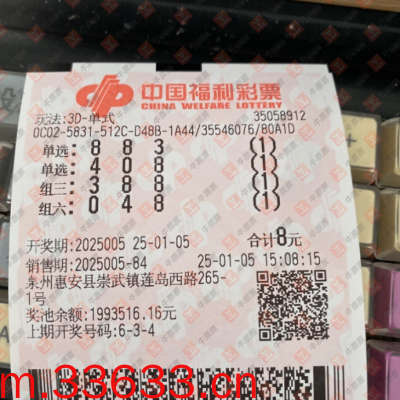 中国福利彩票
CHINA WELFARE LOTTERY
玩法:3D-单式 35058912
0C02-5831-512C-D48B-1A44/35546076/80A1D
单选: 8 8 3 (1)
单选: 4 0 8 (1)
组三: 3 8 8 (1)
组六: 0 4 8 (1)
开奖期:2025005 25-01-05 合计8元
销售期:2025005-84 25-01-05 15:08:15
泉州惠安县崇武镇莲岛西路265-
1号
奖池余额:1993516.16元
上期开奖号码:6-3-4
m.33633.cn